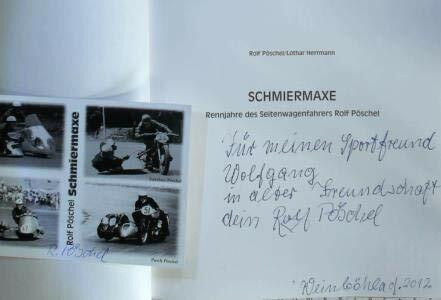 Rolf Pöschel/Lothar Herrmann
SCHMIERMAXE
Rennjahre des Seitenwagenfahrers Rolf Pöschel
Für meinen Sportfreund
Wolfgang
in alter Freundschaft
dein Rolf Pöschel
Weinböhla d. 2012
Rolf Pöschel Schmiermaxe
R. Pöschel